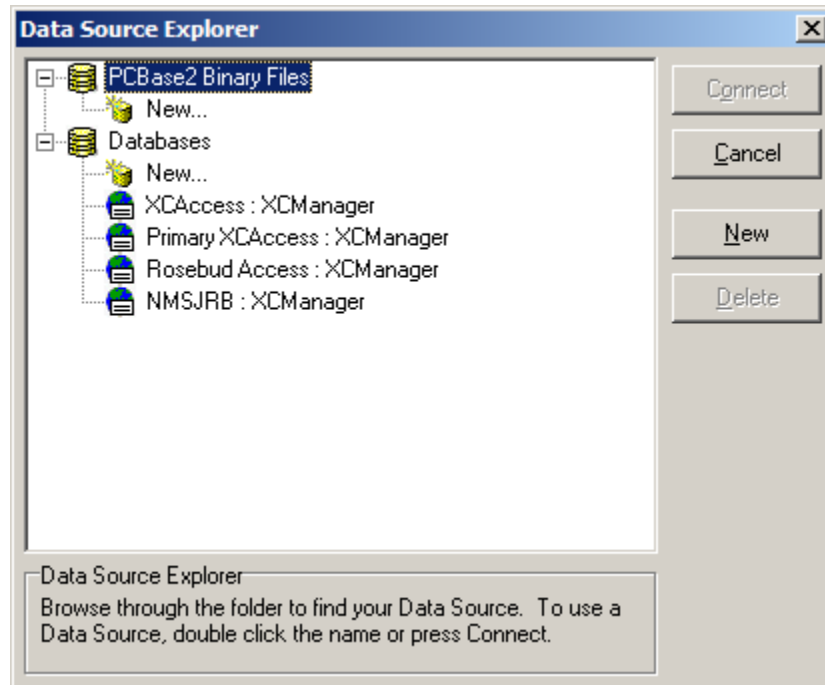 Data Source Explorer
PCBase2 Binary Files
New...
Databases
New...
XCAccess : XCManager
Primary XCAccess : XCManager
Rosebud Access : XCManager
NMSJRB : XCManager
Connect
Cancel
New
Delete
Data Source Explorer
Browse through the folder to find your Data Source. To use a
Data Source, double click the name or press Connect.